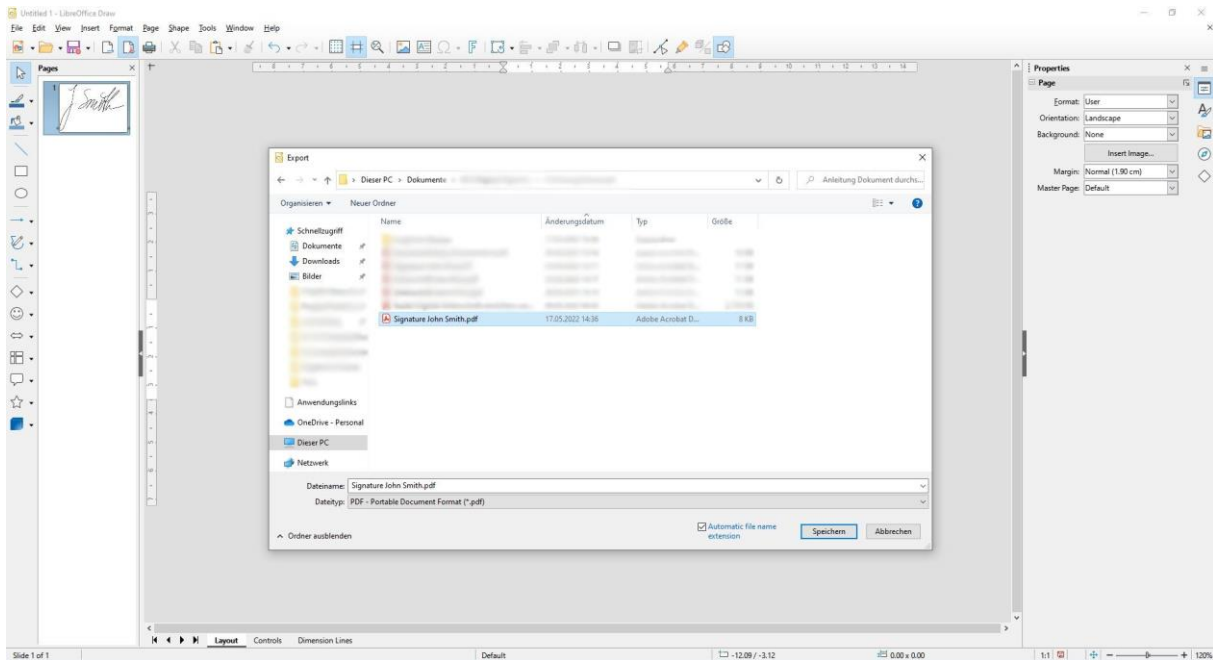 Untitled 1 - LibreOffice Draw
File Edit View Insert Format Page Shape Tools Window Help
Pages
1
J Smith
Export
Dieser PC > Dokumente
Anleitung Dokument durchs...
Organisieren Neuer Ordner
Schnellzugriff
Dokumente
Downloads
Bilder
Anwendungslinks
OneDrive - Personal
Dieser PC
Netzwerk
Name Änderungsdatum Typ Größe
Signature John Smith.pdf 17.05.2022 14:36 Adobe Acrobat D... 8 KB
Dateiname: Signature John Smith.pdf
Dateityp: PDF - Portable Document Format (*.pdf)
Ordner ausblenden
Automatic file name
extension
Speichern Abbrechen
Properties
Page
Format: User
Orientation: Landscape
Background: None
Insert Image...
Margin: Normal (1.90 cm)
Master Page: Default
Layout Controls Dimension Lines
Slide 1 of 1 Default -12.09 / -3.12 0.00 x 0.00 1:1 120%